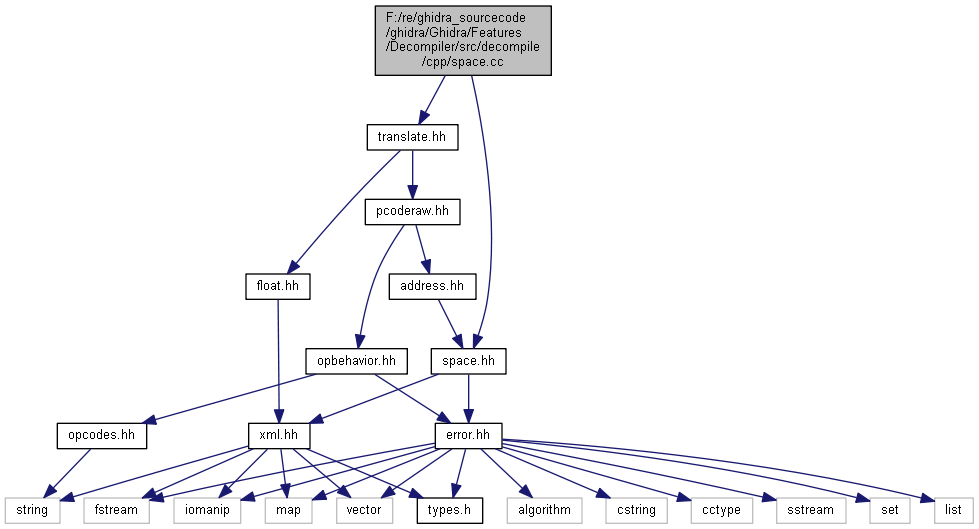 F:/re/ghidra_sourcecode
/ghidra/Ghidra/Features
/Decompiler/src/decompile
/cpp/space.cc
translate.hh
pcoderaw.hh
float.hh
address.hh
opbehavior.hh
space.hh
opcodes.hh
xml.hh
error.hh
string
fstream
iomanip
map
vector
types.h
algorithm
cstring
cctype
sstream
set
list